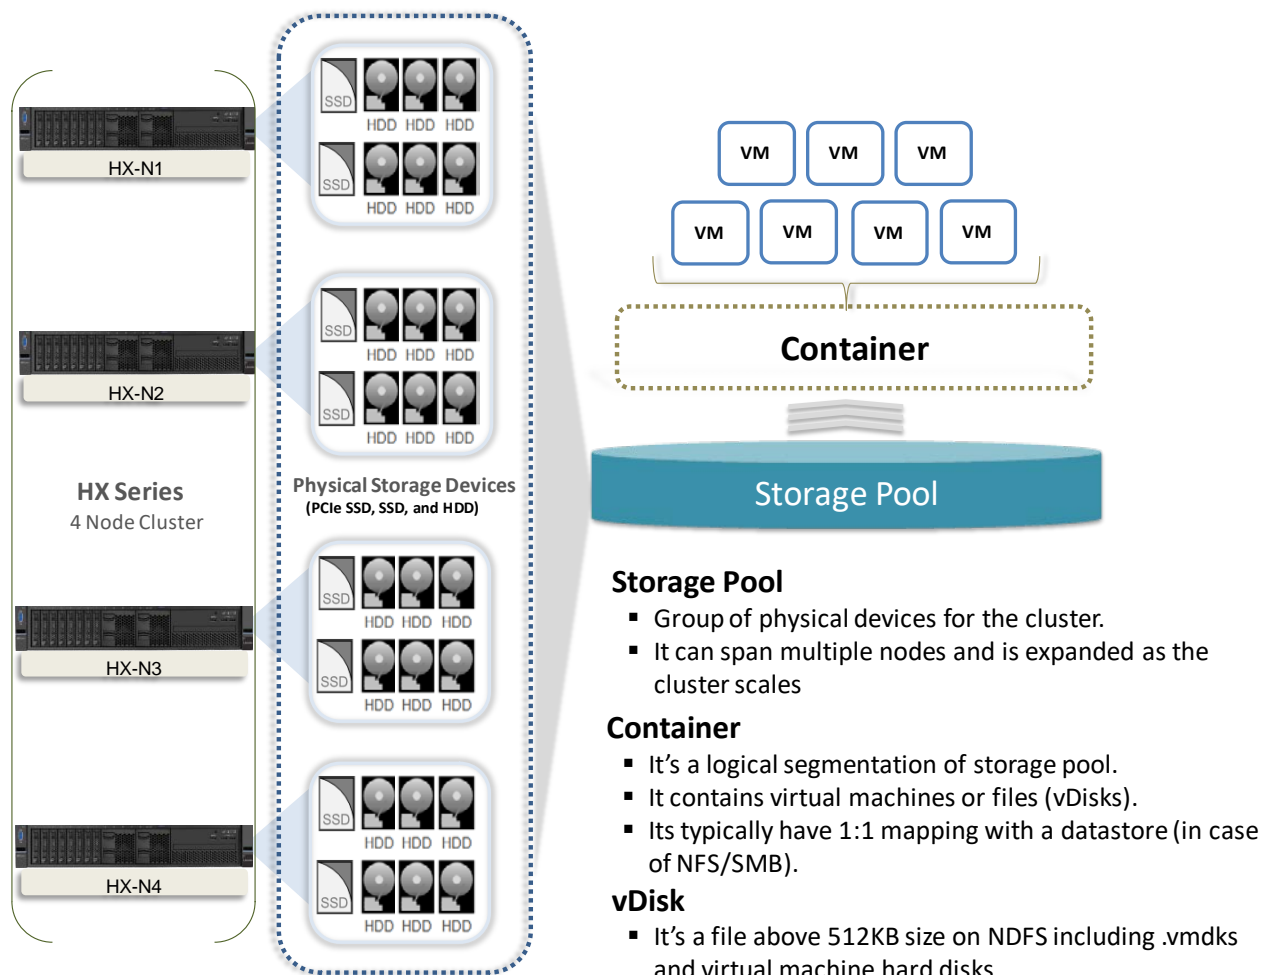 SSD
HDD HDD HDD
SSD
HDD HDD HDD
HX-N1
VM VM VM
VM VM VM VM
SSD
HDD HDD HDD
SSD
HDD HDD HDD
HX-N2
Container
HX Series
4 Node Cluster
Physical Storage Devices
(PCIe SSD, SSD, and HDD)
Storage Pool
SSD
HDD HDD HDD
SSD
HDD HDD HDD
HX-N3
SSD
HDD HDD HDD
SSD
HDD HDD HDD
HX-N4
Storage Pool
▪ Group of physical devices for the cluster.
▪ It can span multiple nodes and is expanded as the
cluster scales
Container
▪ It’s a logical segmentation of storage pool.
▪ It contains virtual machines or files (vDisks).
▪ Its typically have 1:1 mapping with a datastore (in case
of NFS/SMB).
vDisk
▪ It’s a file above 512KB size on NDFS including .vmdks
and virtual machine hard disks